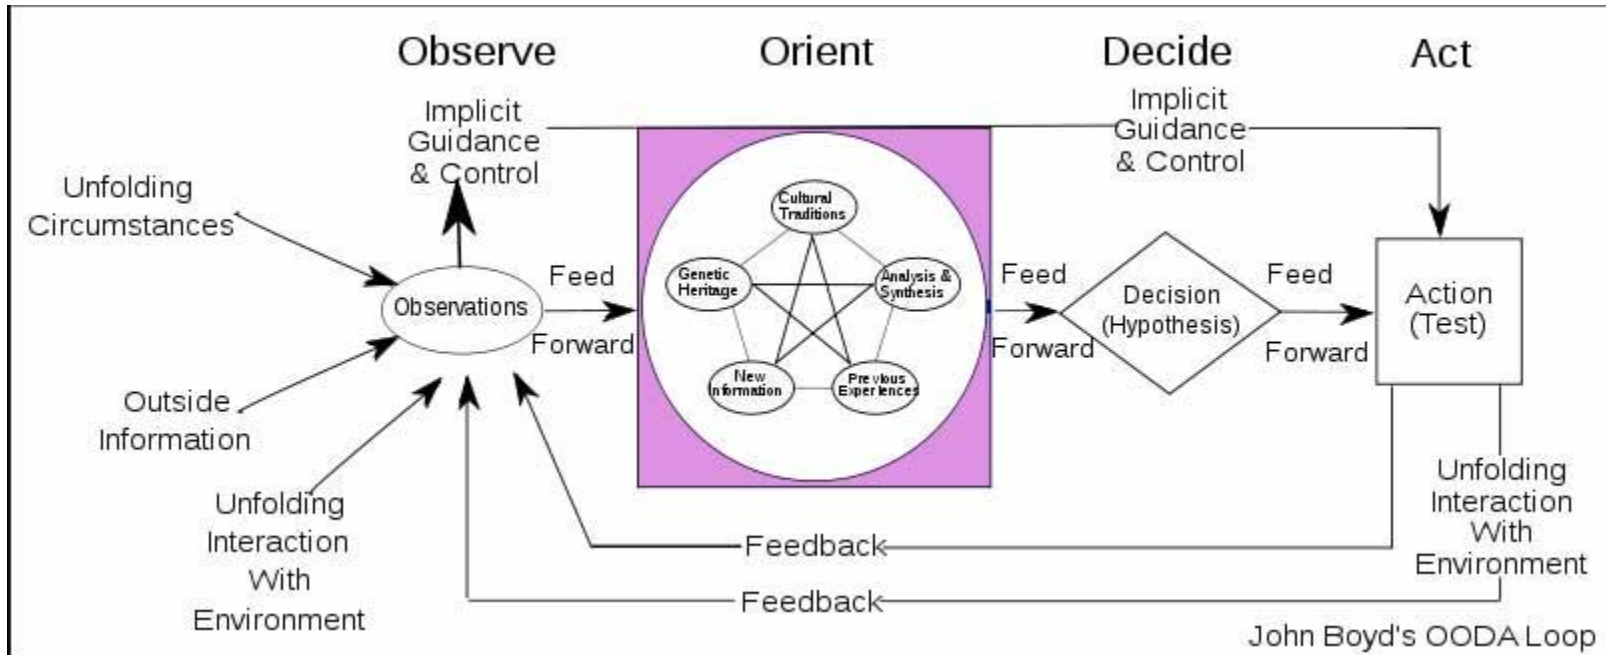 Observe
Orient
Decide
Act
Implicit
Guidance
& Control
Implicit
Guidance
& Control
Unfolding
Circumstances
Observations
Feed
Forward
Cultural
Traditions
Genetic
Heritage
Analysis &
Synthesis
New
Information
Previous
Experiences
Feed
Forward
Decision
(Hypothesis)
Feed
Forward
Action
(Test)
Outside
Information
Unfolding
Interaction
With
Environment
Unfolding
Interaction
With
Environment
Feedback
Feedback
John Boyd's OODA Loop